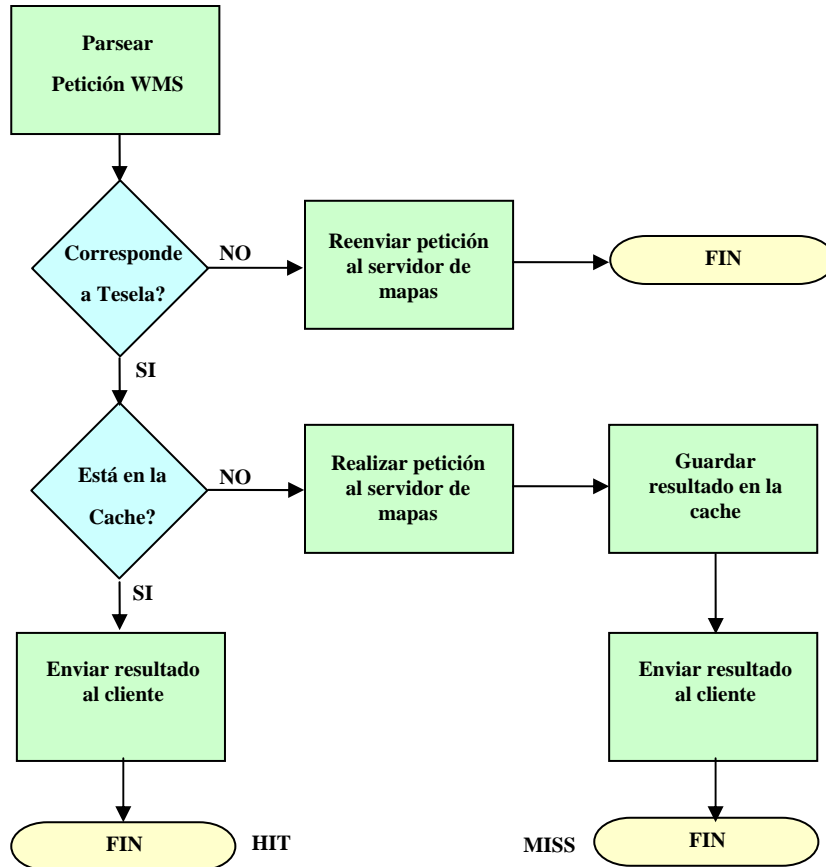 Parsear
Petición WMS
Corresponde
a Tesela?
NO
Reenviar petición
al servidor de
mapas
FIN
SI
Está en la
Cache?
NO
Realizar petición
al servidor de
mapas
Guardar
resultado en la
cache
SI
Enviar resultado
al cliente
Enviar resultado
al cliente
FIN
HIT
MISS
FIN